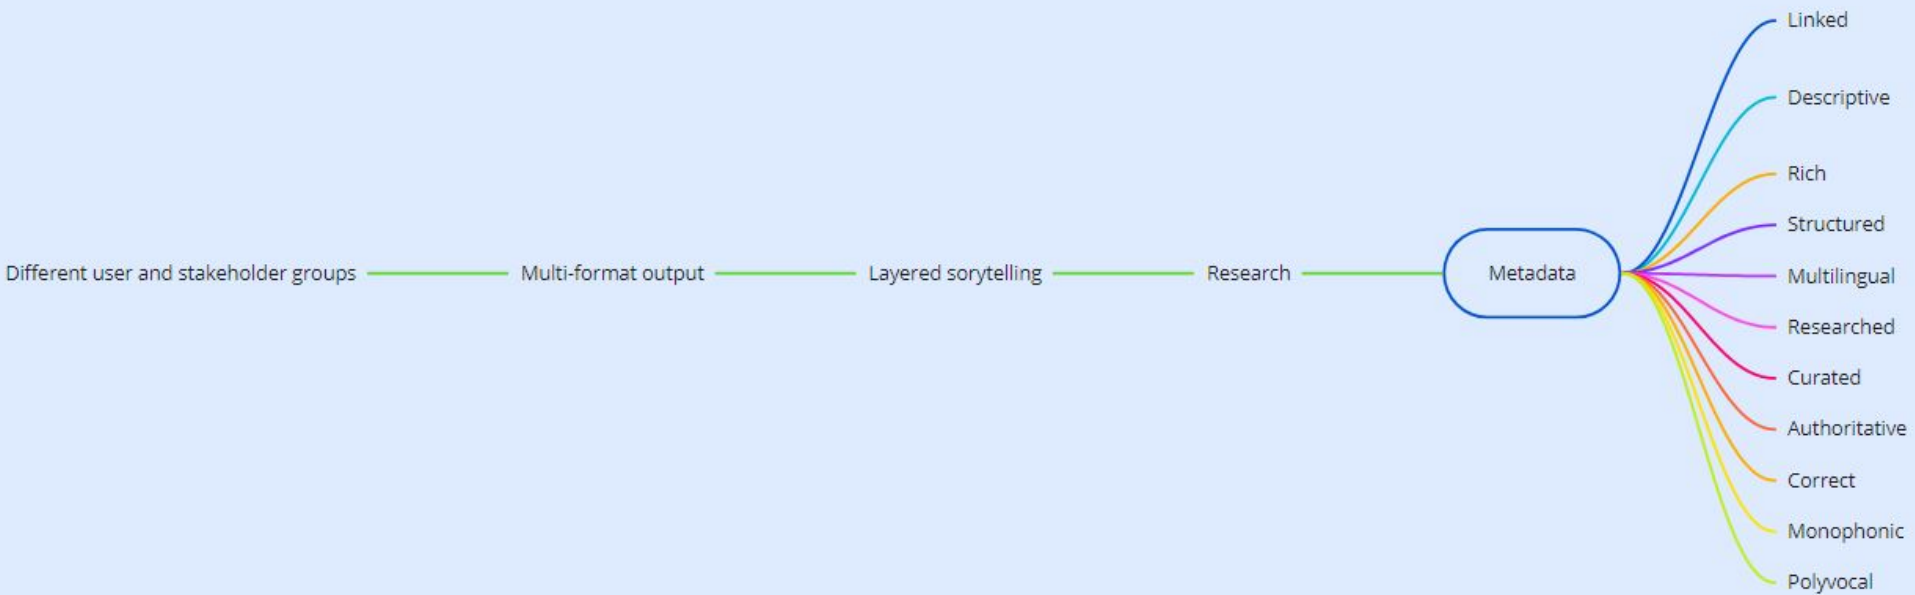 Linked
Descriptive
Rich
Structured
Different user and stakeholder groups
Multi-format output
Layered sorytelling
Research
Metadata
Multilingual
Researched
Curated
Authoritative
Correct
Monophonic
Polyvocal